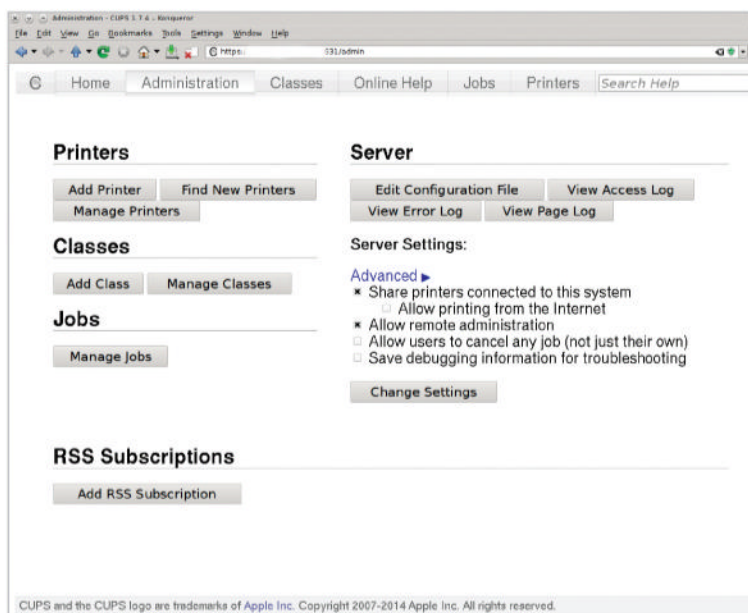 Administration - CUPS 1.7.4 - Konqueror
File Edit View Go Bookmarks Tools Settings Window Help
https: 631/admin
Home Administration Classes Online Help Jobs Printers Search Help
Printers
Add Printer Find New Printers
Manage Printers
Classes
Add Class Manage Classes
Jobs
Manage Jobs
Server
Edit Configuration File View Access Log
View Error Log View Page Log
Server Settings:
Advanced ▶
Share printers connected to this system
Allow printing from the Internet
Allow remote administration
Allow users to cancel any job (not just their own)
Save debugging information for troubleshooting
Change Settings
RSS Subscriptions
Add RSS Subscription
CUPS and the CUPS logo are trademarks of Apple Inc. Copyright 2007-2014 Apple Inc. All rights reserved.